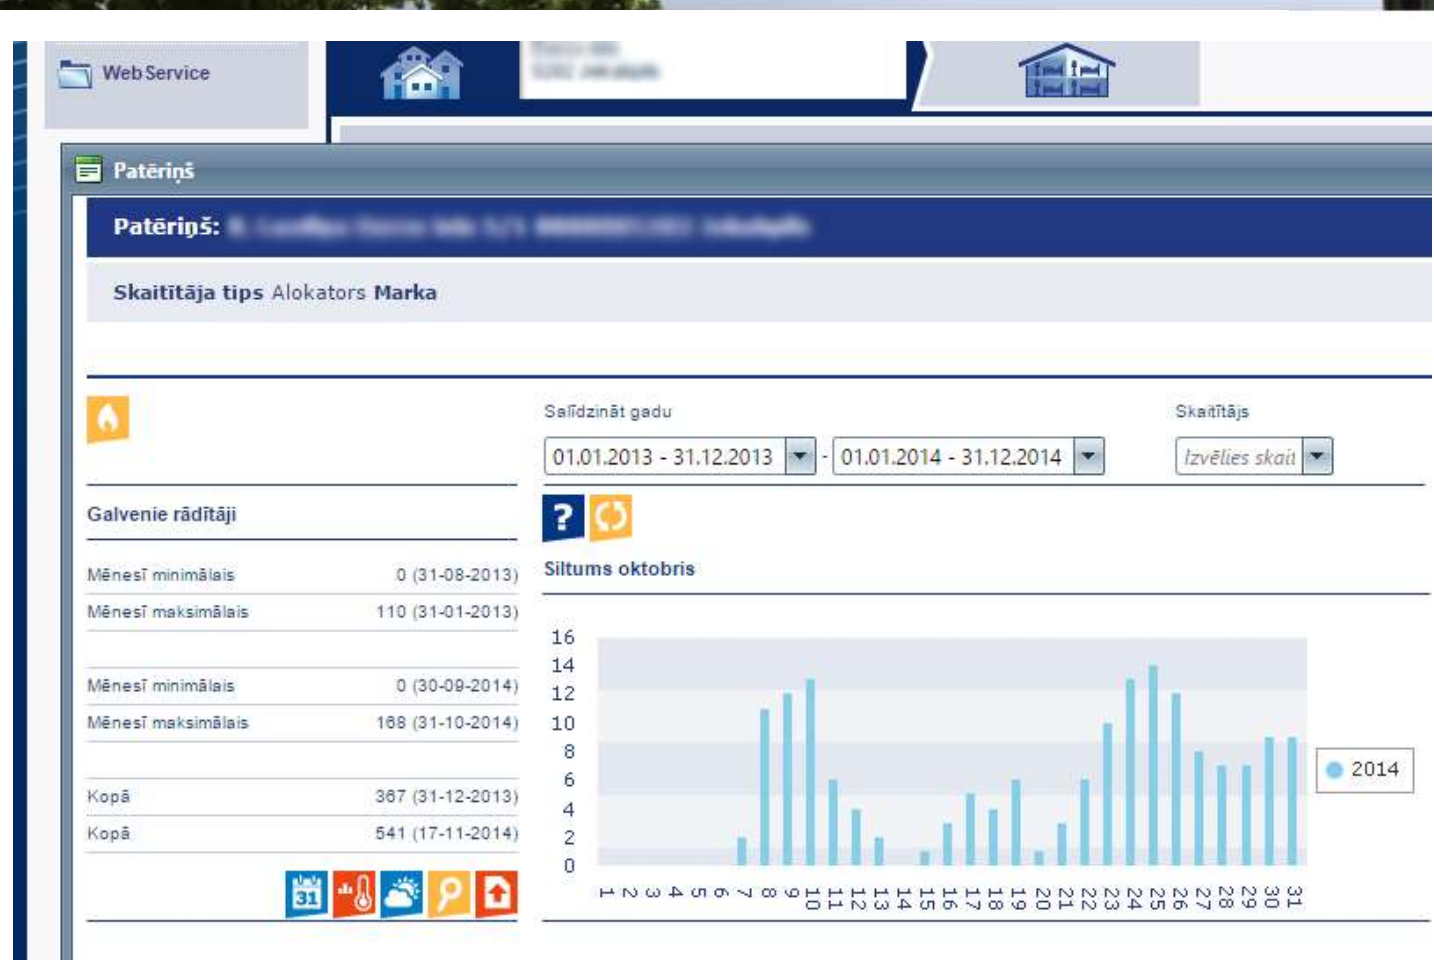 Web Service
Patēriņš
Patēriņš:
Skaitītāja tips Alokators Marka
Salīdzināt gadu
Skaitītājs
01.01.2013 - 31.12.2013 - 01.01.2014 - 31.12.2014
Izvēlies skait
Galvenie rādītāji
?
Mēnesī minimālais 0 (31-08-2013)
Mēnesī maksimālais 110 (31-01-2013)
Mēnesī minimālais 0 (30-09-2014)
Mēnesī maksimālais 168 (31-10-2014)
Kopā 367 (31-12-2013)
Kopā 541 (17-11-2014)
31
Siltums oktobris
16
14
12
10
8
6
4
2
0
1 2 3 4 5 6 7 8 9 10 11 12 13 14 15 16 17 18 19 20 21 22 23 24 25 26 27 28 29 30 31
2014